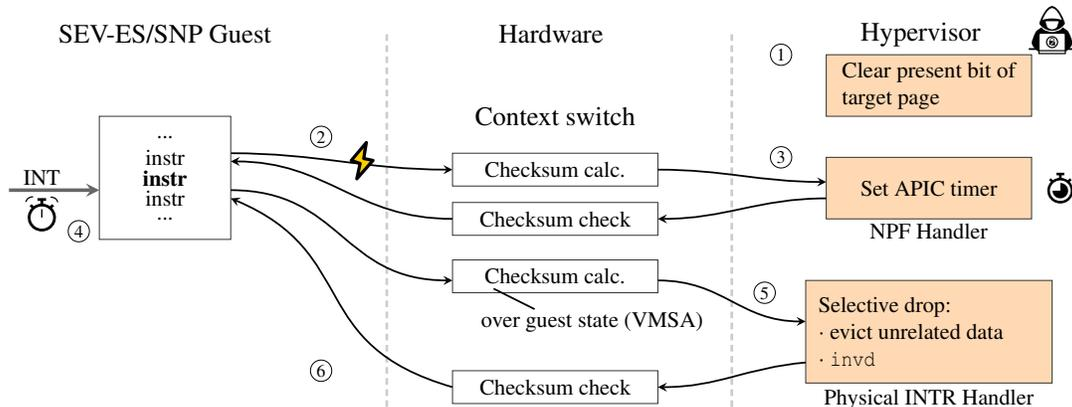 SEV-ES/SNP Guest
Hardware
Hypervisor
①
Clear present bit of
target page
Context switch
②
...
instr
instr
instr
...
INT
④
Checksum calc.
③
Set APIC timer
NPF Handler
Checksum check
Checksum calc.
over guest state (VMSA)
⑤
Selective drop:
· evict unrelated data
· invd
Physical INTR Handler
⑥
Checksum check